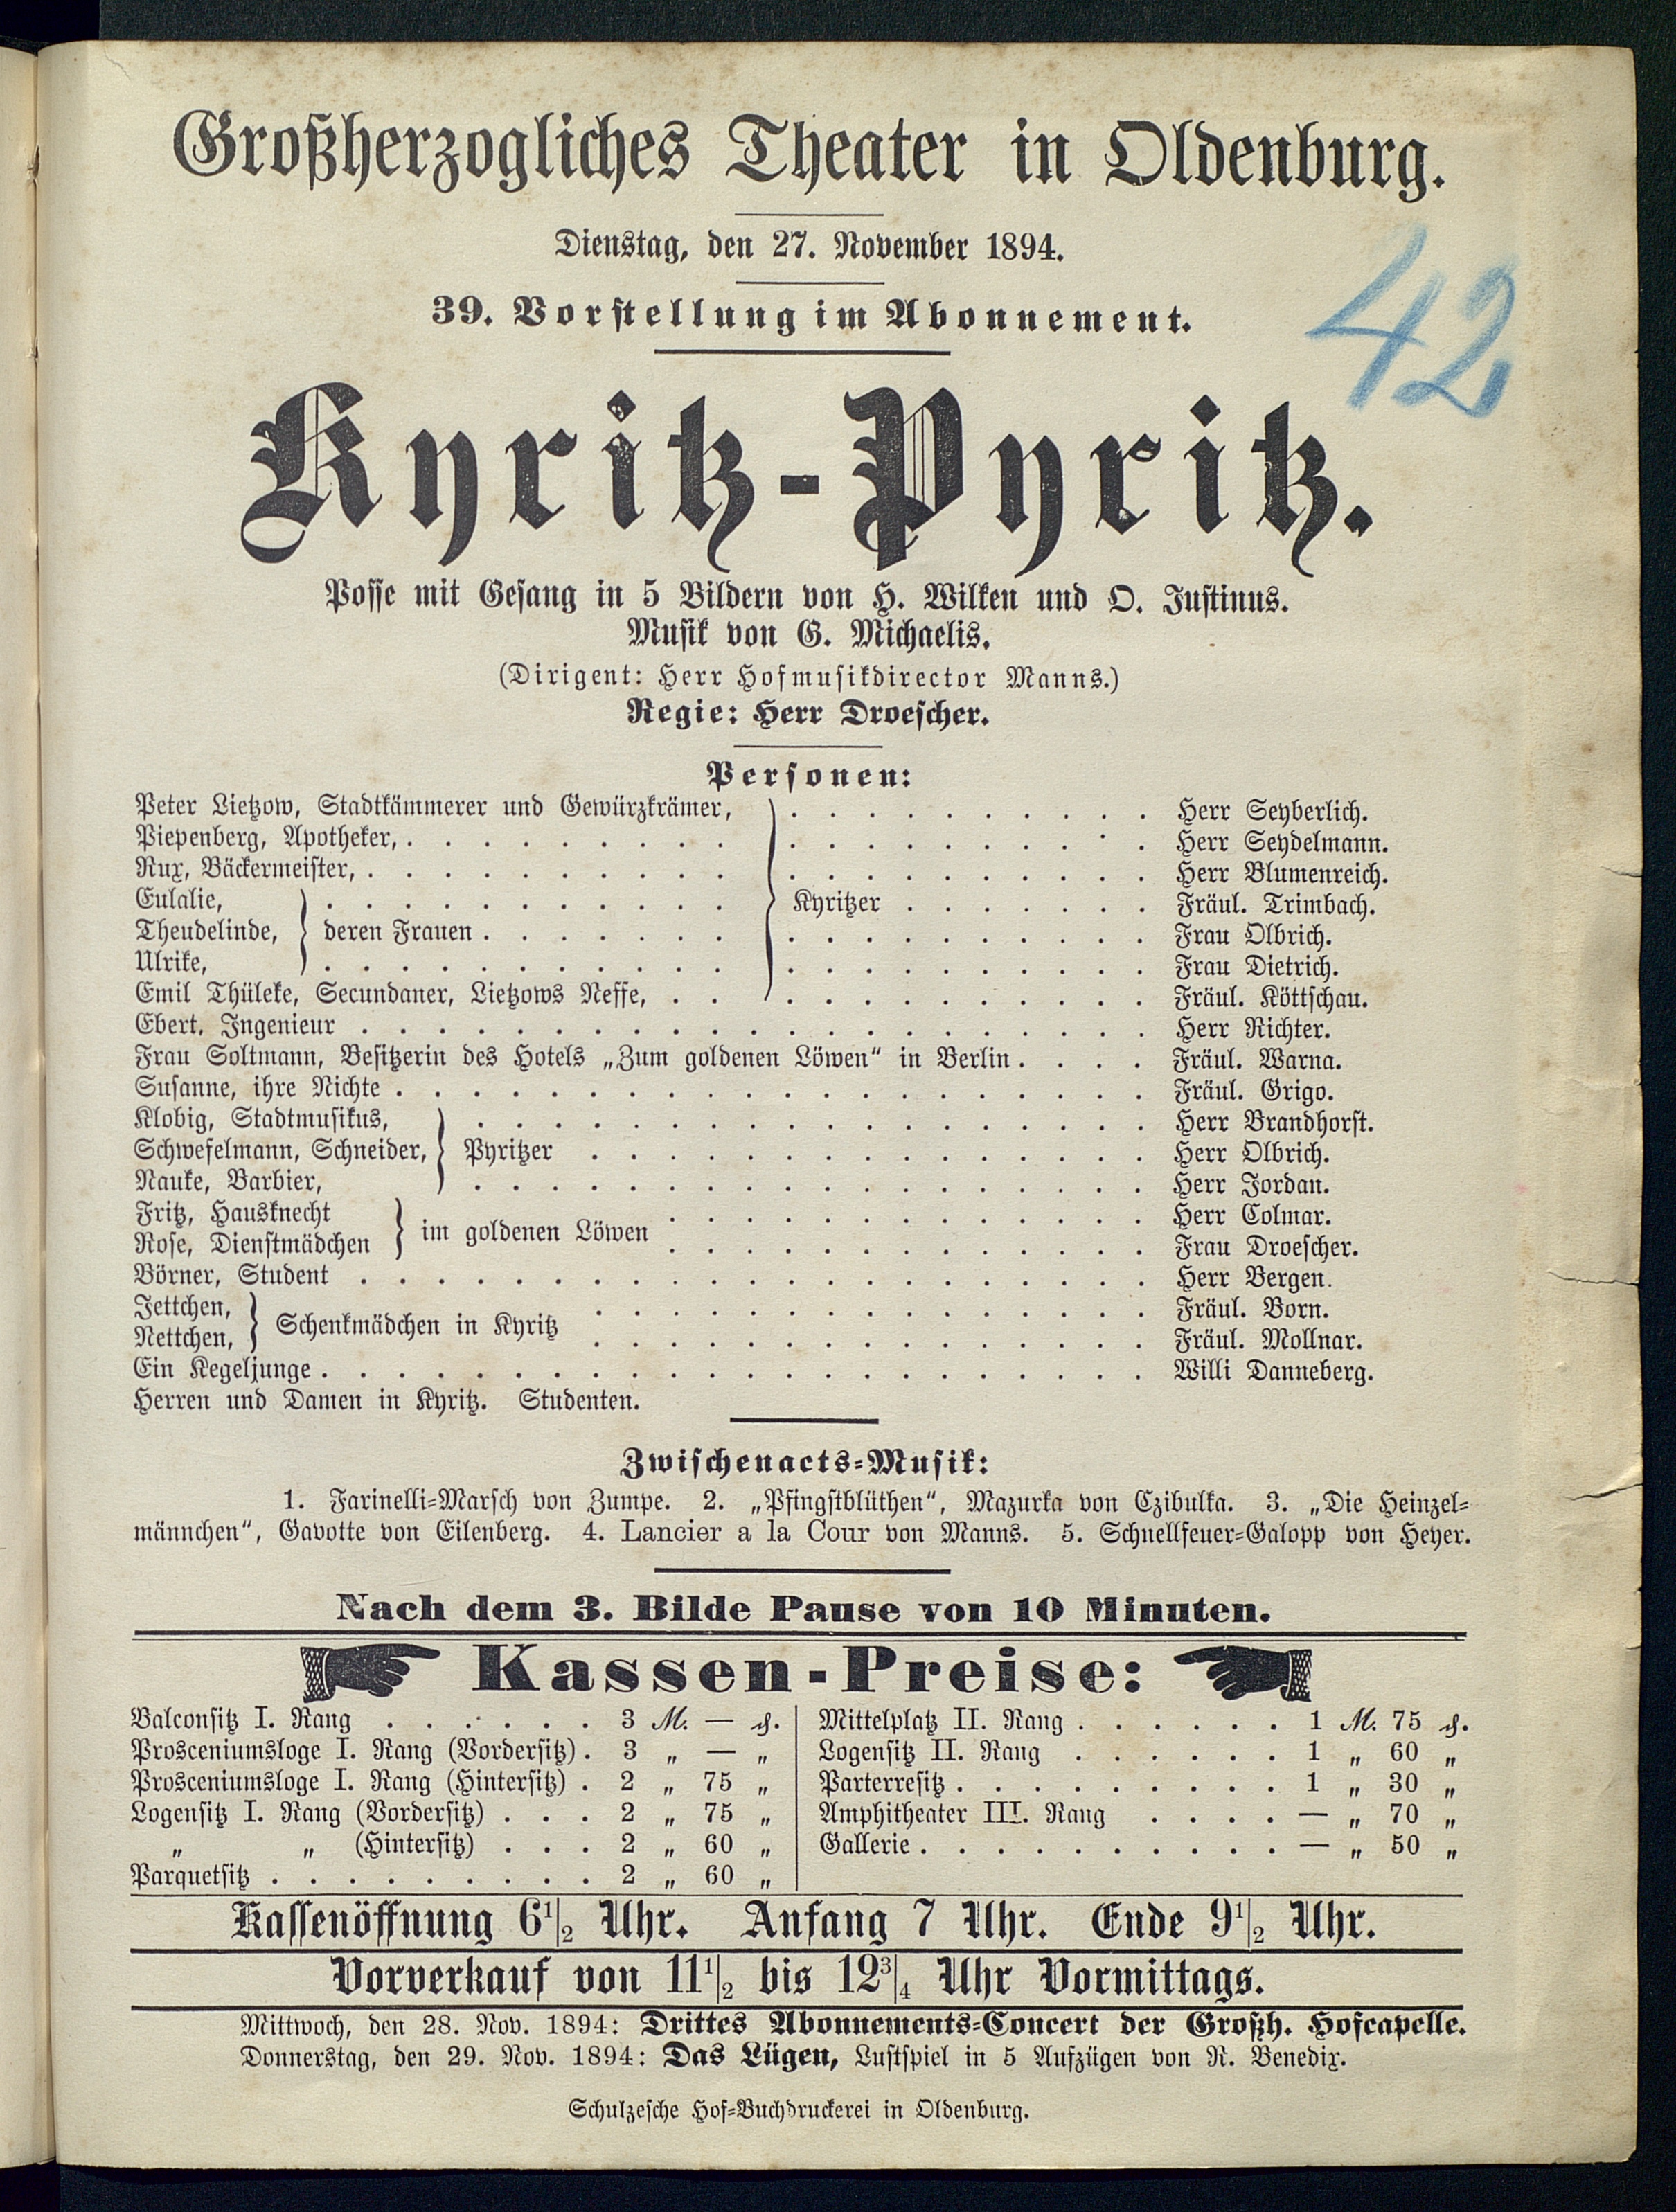 Großherzogliches Theater in Oldenburg.
Dienstag, den 27. November 1894.
42
39. Vorstellung im Abonnement.
Kyritz-Pyritz.
Posse mit Gesang in 5 Bildern von H. Wilken und O. Justinus.
Musik von G. Michaelis.
(Dirigent: Herr Hofmusikdirector Manns.)
Regie: Herr Droescher.
Personen:
Peter Lietzow, Stadtkämmerer und Gewürzkrämer, . . . . . . . . . . Herr Seyberlich.
Piepenberg, Apotheker, . . . . . . . . . . Herr Seydelmann.
Rux, Bäckermeister, . . . . . . . . . . Herr Blumenreich.
Eulalie, . . . . . . . . . . Kyritzer . . . . . . . Fräul. Trimbach.
Theudelinde, } deren Frauen . . . . . . . . . . Frau Olbrich.
Ulrike, . . . . . . . . . . Frau Dietrich.
Emil Thüleke, Secundaner, Lietzows Neffe, . . . . . . . . . . Fräul. Köttschau.
Ebert, Ingenieur . . . . . . . . . . Herr Richter.
Frau Soltmann, Besitzerin des Hotels „Zum goldenen Löwen“ in Berlin . . . . Fräul. Warna.
Susanne, ihre Nichte . . . . . . . . . . Fräul. Grigo.
Klobig, Stadtmusikus, . . . . . . . . . . Herr Brandhorst.
Schwefelmann, Schneider, } Pyritzer . . . . . . . . . . Herr Olbrich.
Nauke, Barbier, . . . . . . . . . . Herr Jordan.
Fritz, Hausknecht . . . . . . . . . . Herr Colmar.
} im goldenen Löwen
Rose, Dienstmädchen . . . . . . . . . . Frau Droescher.
Börner, Student . . . . . . . . . . Herr Bergen.
Jettchen, . . . . . . . . . . Fräul. Born.
} Schenkmädchen in Kyritz
Nettchen, . . . . . . . . . . Fräul. Mollnar.
Ein Kegeljunge . . . . . . . . . . Willi Danneberg.
Herren und Damen in Kyritz. Studenten.
Zwischenacts-Musik:
1. Farinelli-Marsch von Zumpe. 2. „Pfingstblüthen“, Mazurka von Czibulka. 3. „Die Heinzel-
männchen“, Gavotte von Eilenberg. 4. Lancier a la Cour von Manns. 5. Schnellfeuer-Galopp von Heyer.
Nach dem 3. Bilde Pause von 10 Minuten.
Kassen-Preise:
Balconsitz I. Rang . . . . . . 3 M. — ₰.
Prosceniumsloge I. Rang (Vordersitz) . 3 „ — „
Prosceniumsloge I. Rang (Hintersitz) . 2 „ 75 „
Logensitz I. Rang (Vordersitz) . . . 2 „ 75 „
„ „ (Hintersitz) . . . 2 „ 60 „
Parquetsitz . . . . . . . . . 2 „ 60 „
Mittelplatz II. Rang . . . . . . 1 M. 75 ₰.
Logensitz II. Rang . . . . . . 1 „ 60 „
Parterresitz . . . . . . . . . 1 „ 30 „
Amphitheater III. Rang . . . . — „ 70 „
Gallerie . . . . . . . . . . — „ 50 „
Kassenöffnung 6 1/2 Uhr. Anfang 7 Uhr. Ende 9 1/2 Uhr.
Vorverkauf von 11 1/2 bis 12 3/4 Uhr Vormittags.
Mittwoch, den 28. Nov. 1894: Drittes Abonnements-Concert der Großh. Hofcapelle.
Donnerstag, den 29. Nov. 1894: Das Lügen, Lustspiel in 5 Aufzügen von R. Benedix.
Schulzesche Hof-Buchdruckerei in Oldenburg.